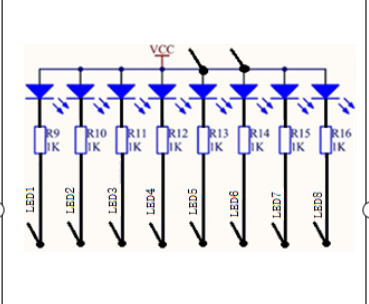 VCC
R9 R10 R11 R12 R13 R14 R15 R16
1K 1K 1K 1K 1K 1K 1K 1K
LED1 LED2 LED3 LED4 LED5 LED6 LED7 LED8